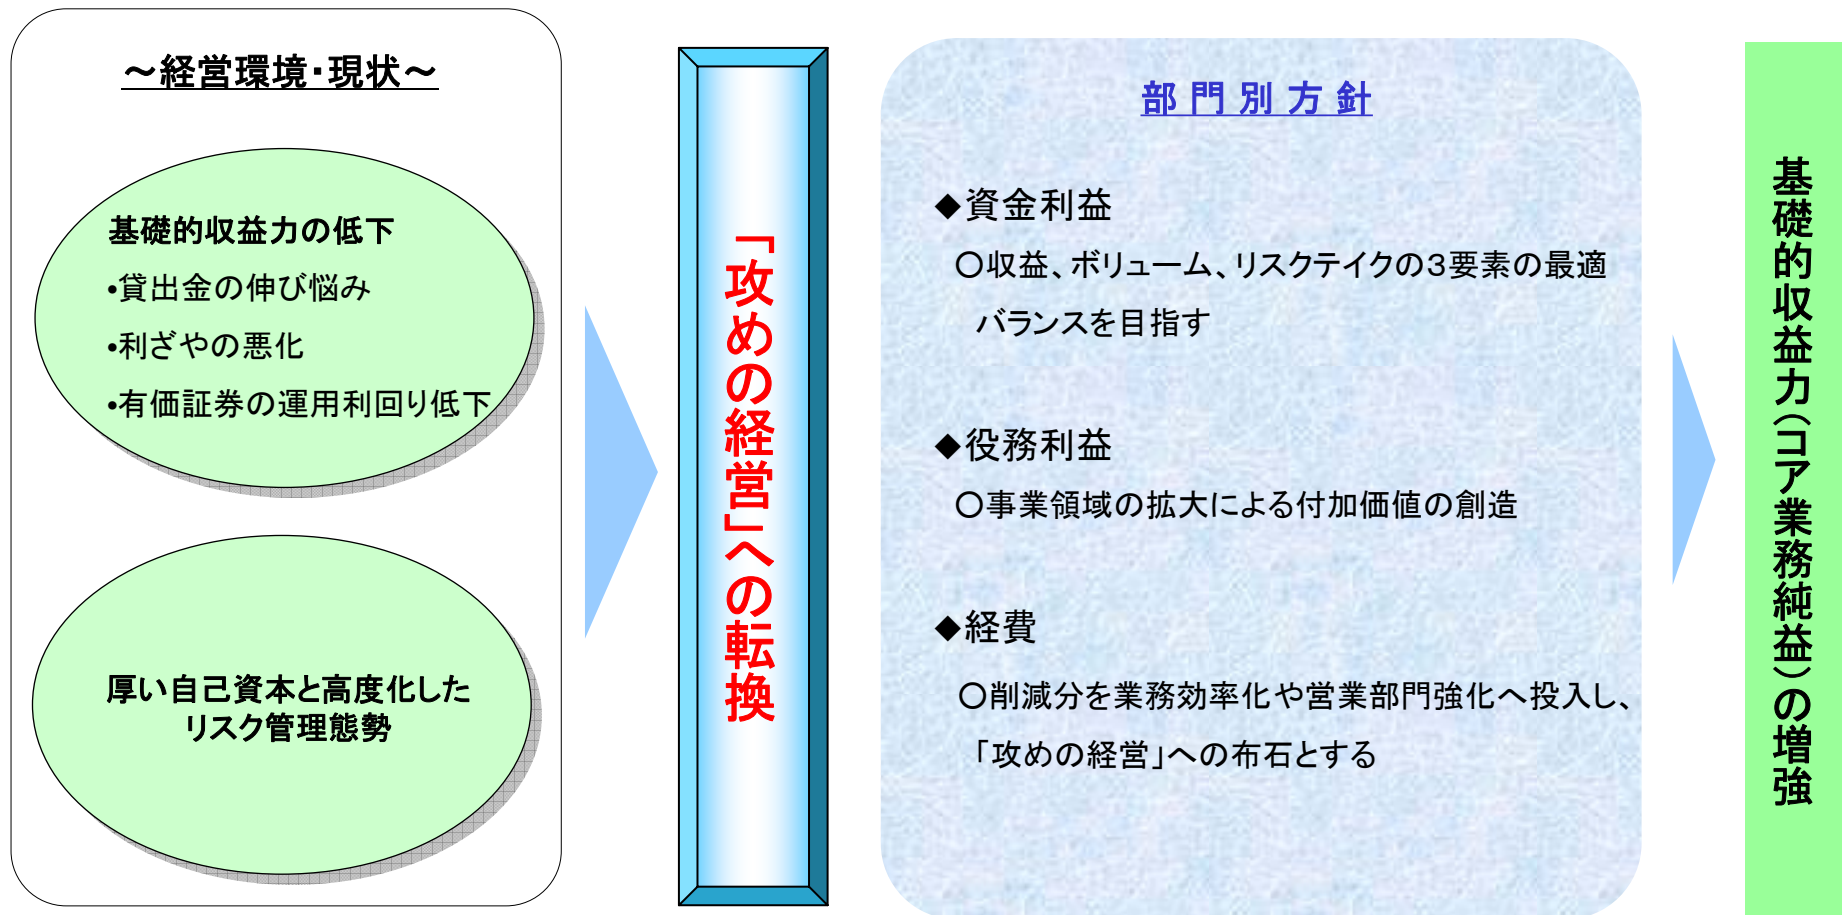 ～経営環境・現状～
基礎的収益力の低下
•貸出金の伸び悩み
•利ざやの悪化
•有価証券の運用利回り低下
厚い自己資本と高度化した
リスク管理態勢
「攻めの経営」への転換
部門別方針
◆資金利益
○収益、ボリューム、リスクテイクの３要素の最適
バランスを目指す
◆役務利益
○事業領域の拡大による付加価値の創造
◆経費
○削減分を業務効率化や営業部門強化へ投入し、
「攻めの経営」への布石とする
基礎的収益力（コア業務純益）の増強